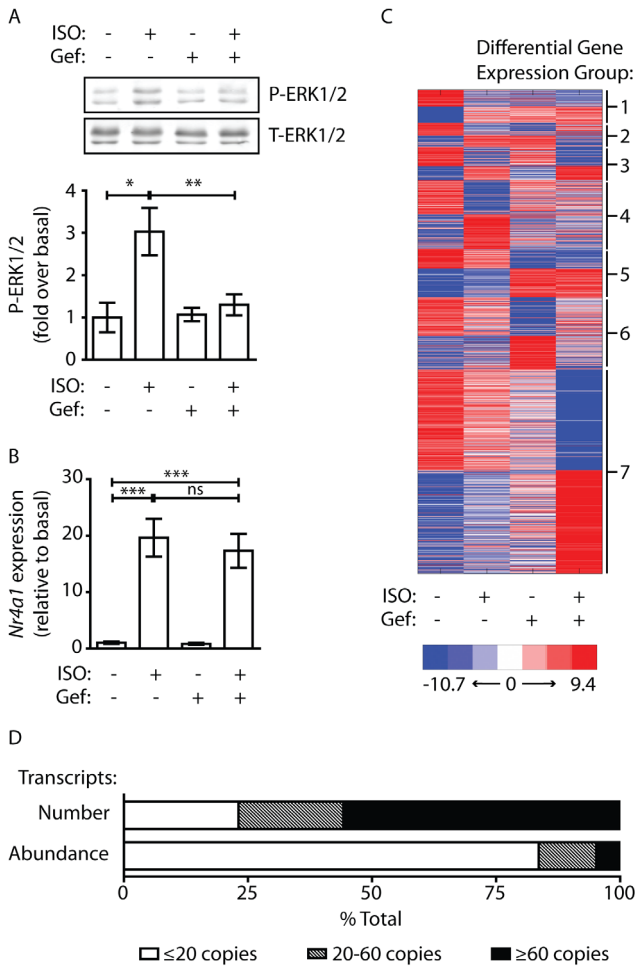 A
ISO: - + - +
Gef: - - + +
P-ERK1/2
T-ERK1/2
* **
P-ERK1/2
(fold over basal)
4
3
2
1
0
ISO: - + - +
Gef: - - + +
B
Nr4a1 expression
(relative to basal)
30
20
10
0
***
*** ns
ISO: - + - +
Gef: - - + +
C
Differential Gene
Expression Group:
1
2
3
4
5
6
7
ISO: - + - +
Gef: - - + +
-10.7 ← 0 → 9.4
D
Transcripts:
Number
Abundance
0 25 50 75 100
% Total
≤20 copies 20-60 copies ≥60 copies